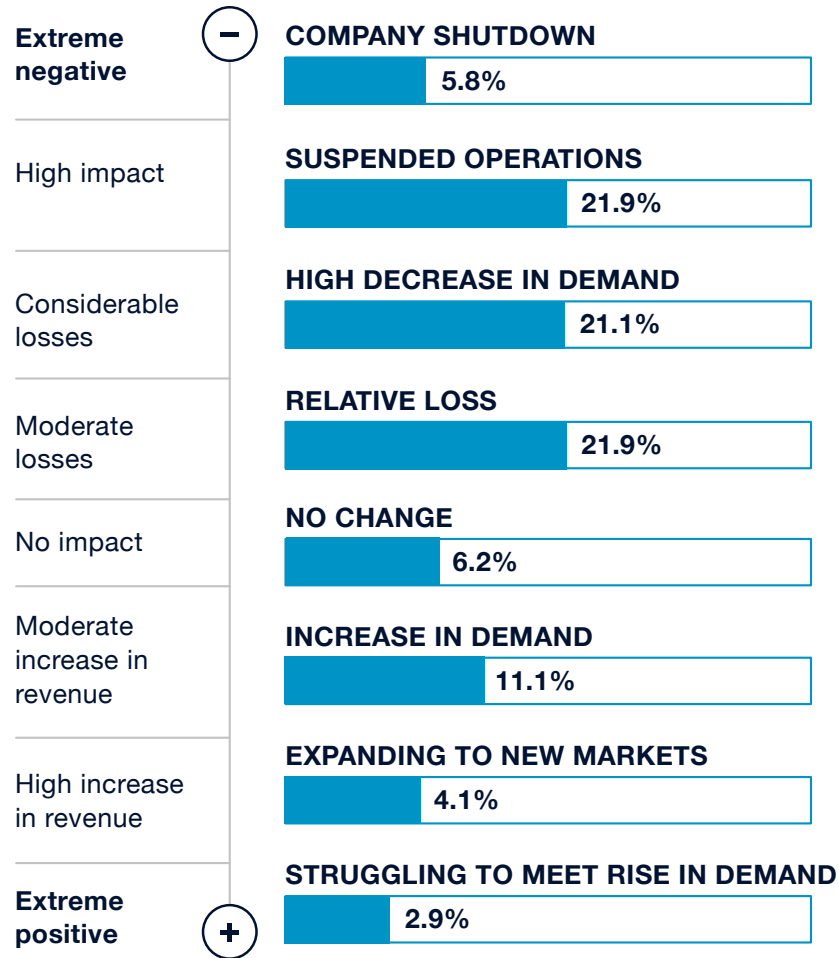 Extreme
negative
−
COMPANY SHUTDOWN
5.8%
High impact
SUSPENDED OPERATIONS
21.9%
Considerable
losses
HIGH DECREASE IN DEMAND
21.1%
Moderate
losses
RELATIVE LOSS
21.9%
No impact
NO CHANGE
6.2%
Moderate
increase in
revenue
INCREASE IN DEMAND
11.1%
High increase
in revenue
EXPANDING TO NEW MARKETS
4.1%
Extreme
positive
+
STRUGGLING TO MEET RISE IN DEMAND
2.9%